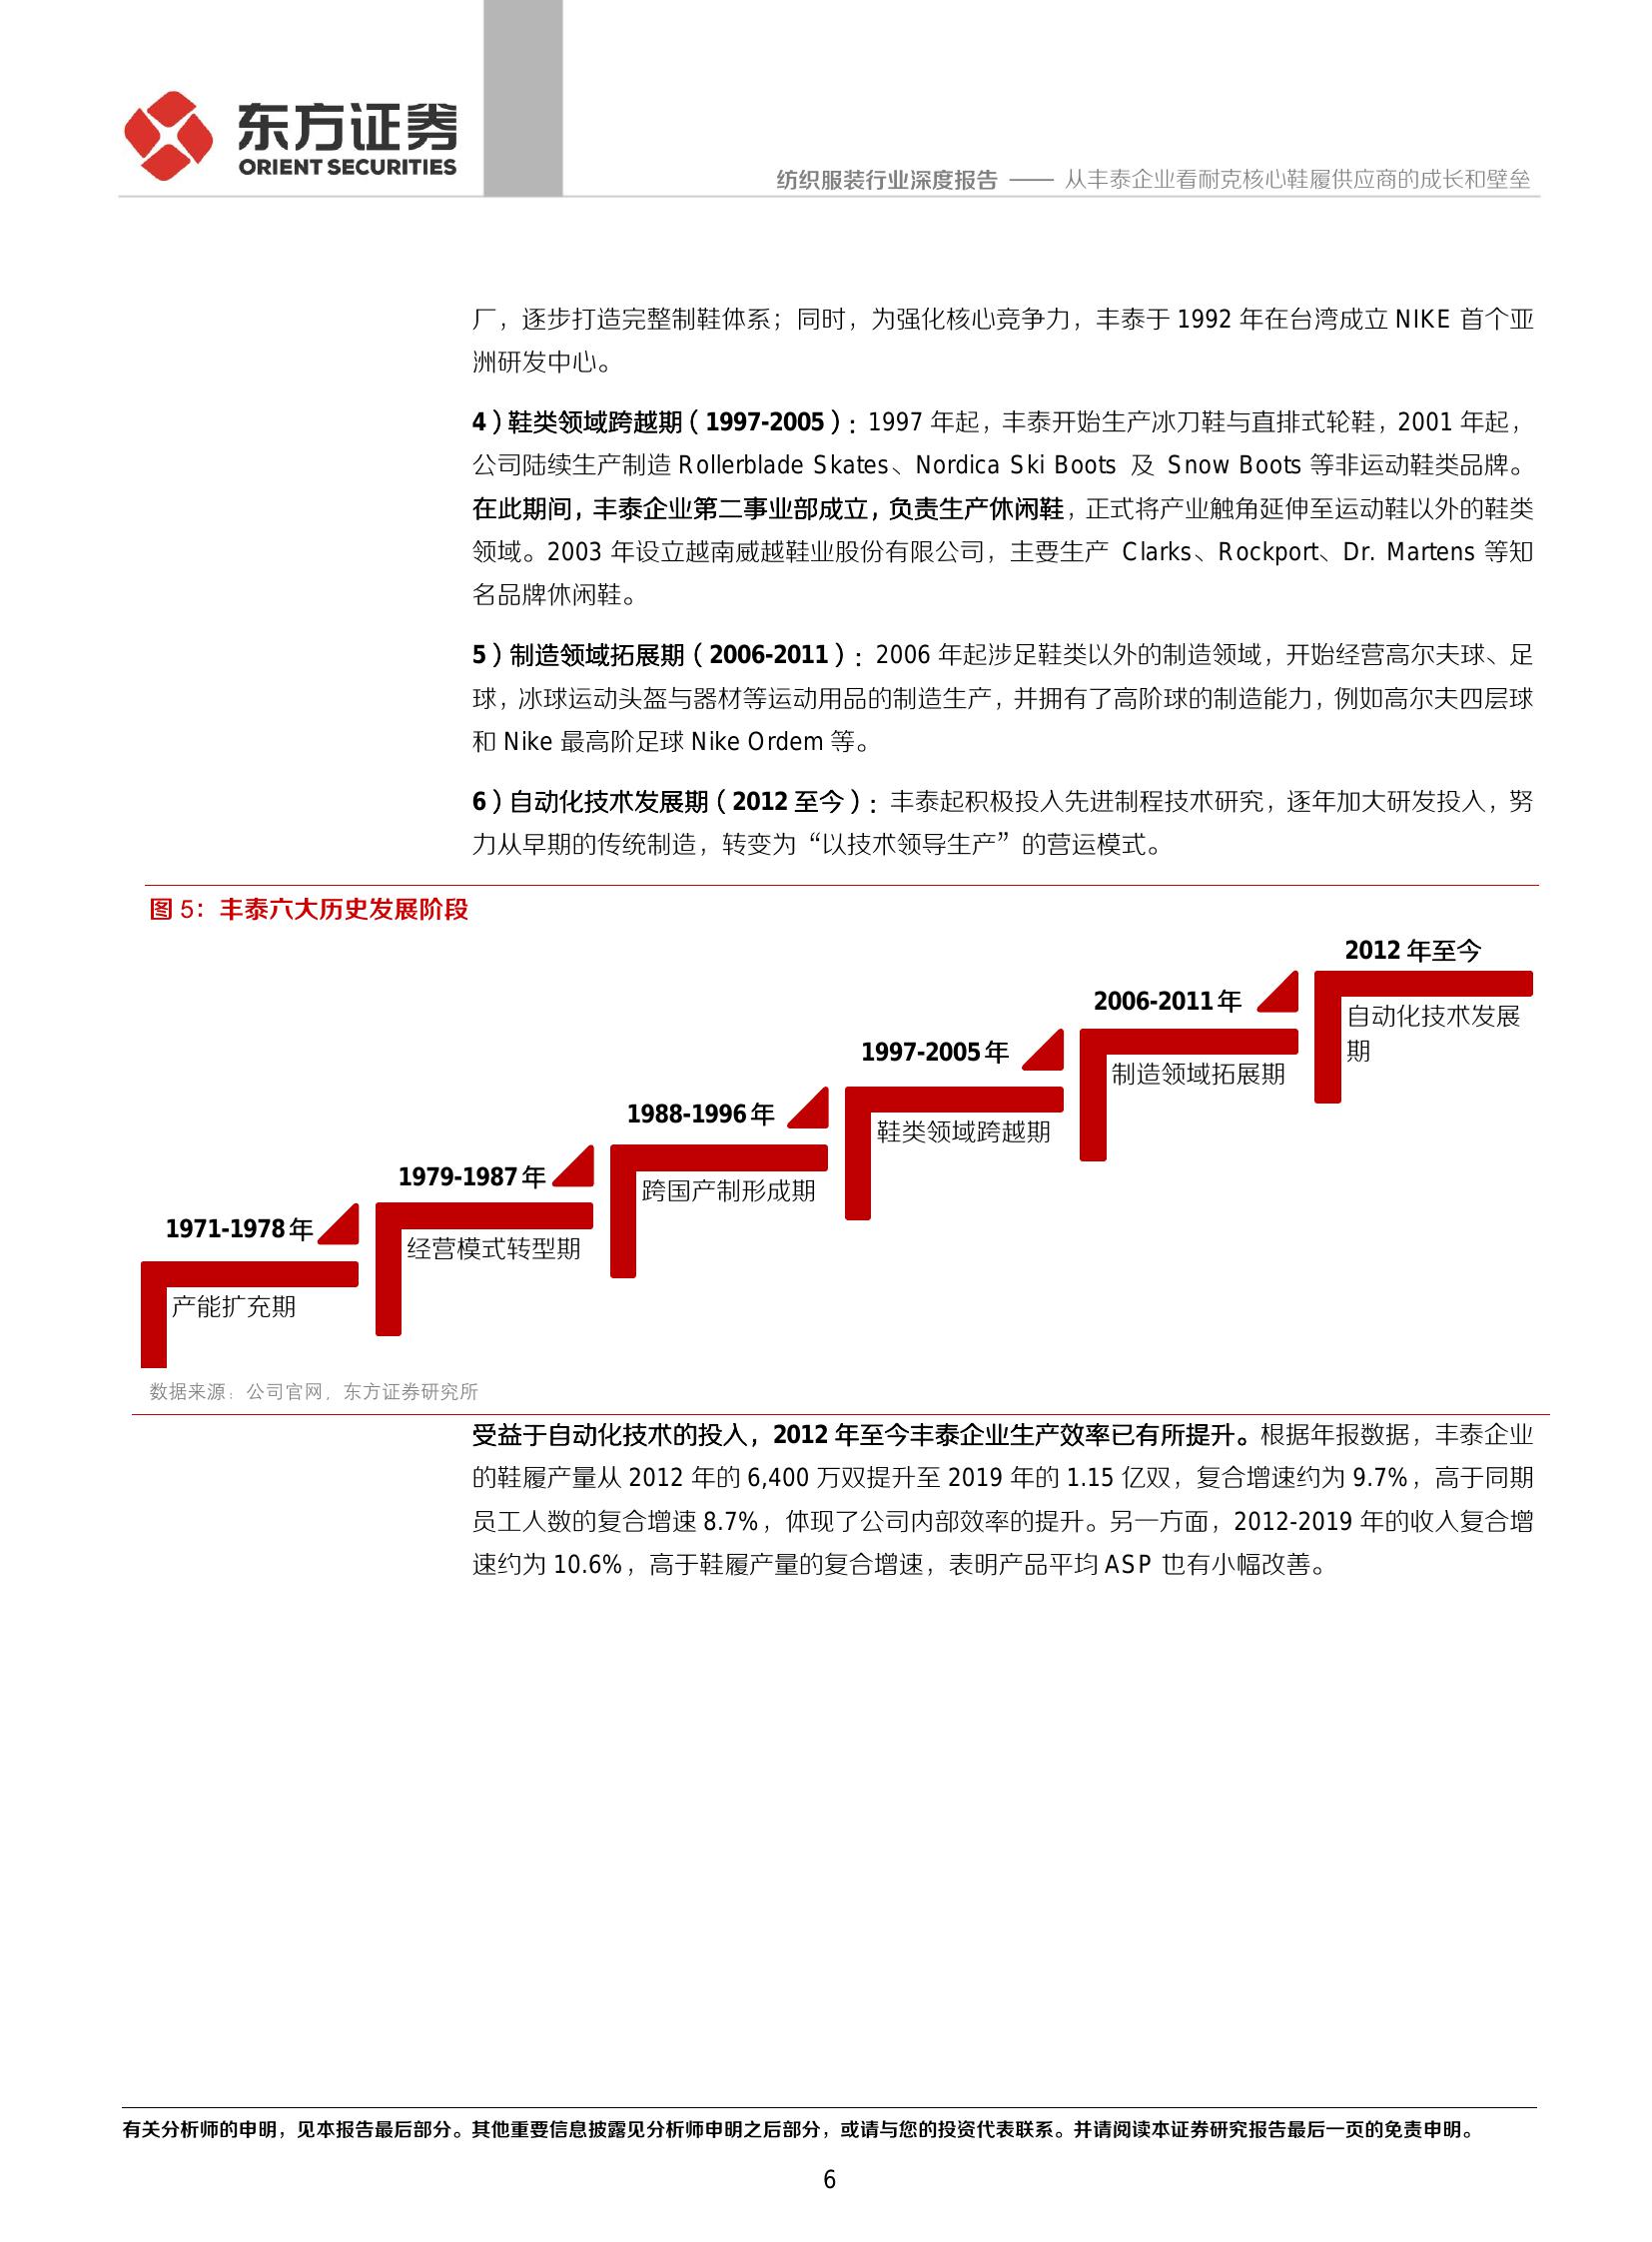 东方证券
ORIENT SECURITIES
纺织服装行业深度报告 —— 从丰泰企业看耐克核心鞋履供应商的成长和壁垒
厂，逐步打造完整制鞋体系；同时，为强化核心竞争力，丰泰于 1992 年在台湾成立 NIKE 首个亚
洲研发中心。
4）鞋类领域跨越期（1997-2005）：1997 年起，丰泰开始生产冰刀鞋与直排式轮鞋，2001 年起，
公司陆续生产制造 Rollerblade Skates、Nordica Ski Boots 及 Snow Boots 等非运动鞋类品牌。
在此期间，丰泰企业第二事业部成立，负责生产休闲鞋，正式将产业触角延伸至运动鞋以外的鞋类
领域。2003 年设立越南威越鞋业股份有限公司，主要生产 Clarks、Rockport、Dr. Martens 等知
名品牌休闲鞋。
5）制造领域拓展期（2006-2011）：2006 年起涉足鞋类以外的制造领域，开始经营高尔夫球、足
球，冰球运动头盔与器材等运动用品的制造生产，并拥有了高阶球的制造能力，例如高尔夫四层球
和 Nike 最高阶足球 Nike Ordem 等。
6）自动化技术发展期（2012 至今）：丰泰起积极投入先进制程技术研究，逐年加大研发投入，努
力从早期的传统制造，转变为“以技术领导生产”的营运模式。
图 5：丰泰六大历史发展阶段
1971-1978年
产能扩充期
1979-1987年
经营模式转型期
1988-1996年
跨国产制形成期
1997-2005年
鞋类领域跨越期
2006-2011年
制造领域拓展期
2012 年至今
自动化技术发展
期
数据来源：公司官网，东方证券研究所
受益于自动化技术的投入，2012 年至今丰泰企业生产效率已有所提升。根据年报数据，丰泰企业
的鞋履产量从 2012 年的 6,400 万双提升至 2019 年的 1.15 亿双，复合增速约为 9.7%，高于同期
员工人数的复合增速 8.7%，体现了公司内部效率的提升。另一方面，2012-2019 年的收入复合增
速约为 10.6%，高于鞋履产量的复合增速，表明产品平均 ASP 也有小幅改善。
有关分析师的申明，见本报告最后部分。其他重要信息披露见分析师申明之后部分，或请与您的投资代表联系。并请阅读本证券研究报告最后一页的免责申明。
6